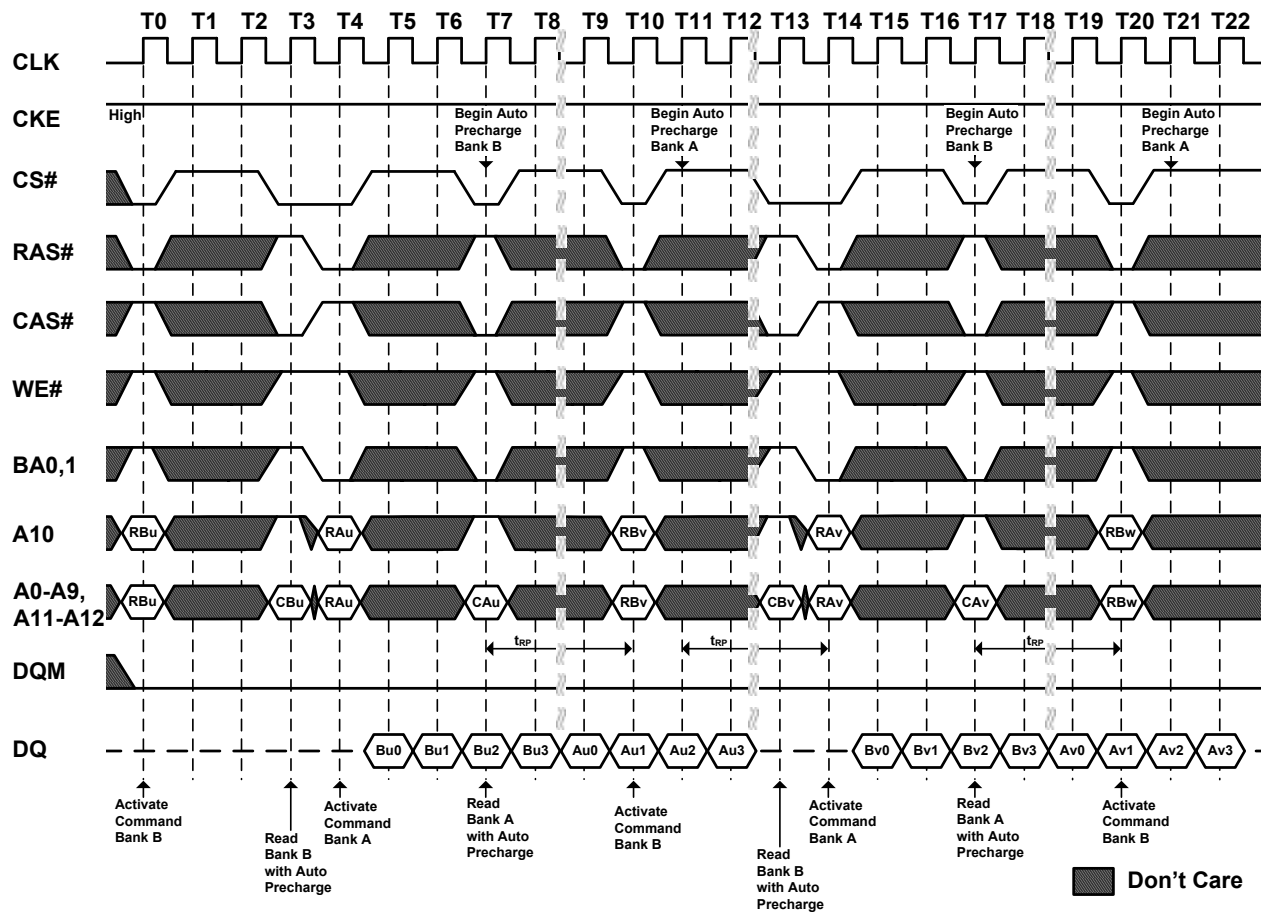 T0 T1 T2 T3 T4 T5 T6 T7 T8 T9 T10 T11 T12 T13 T14 T15 T16 T17 T18 T19 T20 T21 T22
CLK
CKE
High
Begin Auto
Precharge
Bank B
Begin Auto
Precharge
Bank A
Begin Auto
Precharge
Bank B
Begin Auto
Precharge
Bank A
CS#
RAS#
CAS#
WE#
BA0,1
A10
RBu RAu RBv RAv RBw
A0-A9,
A11-A12
RBu CBu RAu CAu RBv CBv RAv CAv RBw
tRP tRP tRP
DQM
DQ
Bu0 Bu1 Bu2 Bu3 Au0 Au1 Au2 Au3 Bv0 Bv1 Bv2 Bv3 Av0 Av1 Av2 Av3
Activate
Command
Bank B
Read
Bank B
with Auto
Precharge
Activate
Command
Bank A
Read
Bank A
with Auto
Precharge
Activate
Command
Bank B
Read
Bank B
with Auto
Precharge
Activate
Command
Bank A
Read
Bank A
with Auto
Precharge
Activate
Command
Bank B
Don't Care